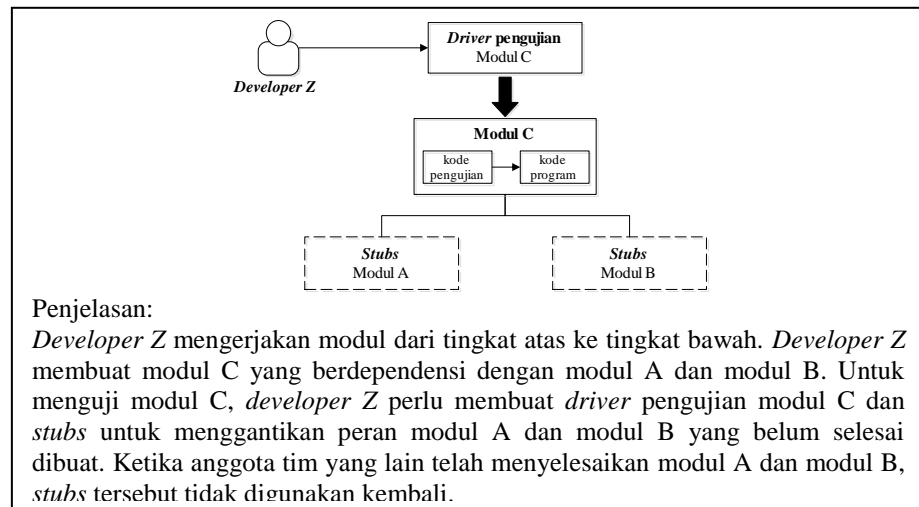 Driver pengujian
Modul C
Developer Z
Modul C
kode
pengujian
kode
program
Stubs
Modul A
Stubs
Modul B
Penjelasan:
Developer Z mengerjakan modul dari tingkat atas ke tingkat bawah. Developer Z
membuat modul C yang berdependensi dengan modul A dan modul B. Untuk
menguji modul C, developer Z perlu membuat driver pengujian modul C dan
stubs untuk menggantikan peran modul A dan modul B yang belum selesai
dibuat. Ketika anggota tim yang lain telah menyelesaikan modul A dan modul B,
stubs tersebut tidak digunakan kembali.